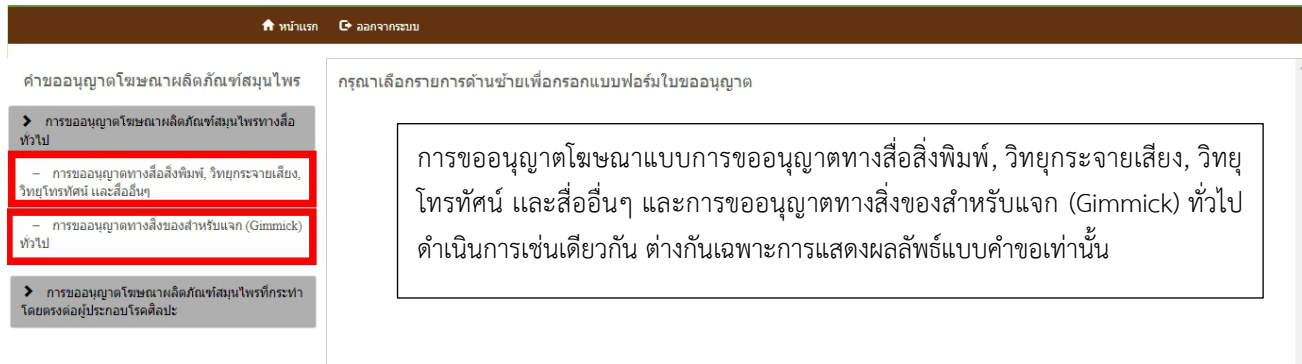 หน้าแรก ออกจากระบบ
คำขออนุญาตโฆษณาผลิตภัณฑ์สมุนไพร
กรุณาเลือกรายการด้านซ้ายเพื่อกรอกแบบฟอร์มใบขออนุญาต
การขออนุญาตโฆษณาผลิตภัณฑ์สมุนไพรทางสื่อ
ทั่วไป
– การขออนุญาตทางสื่อสิ่งพิมพ์, วิทยุกระจายเสียง,
วิทยุโทรทัศน์ และสื่ออื่นๆ
– การขออนุญาตทางสิ่งของสำหรับแจก (Gimmick)
ทั่วไป
การขออนุญาตโฆษณาผลิตภัณฑ์สมุนไพรที่กระทำ
โดยตรงต่อผู้ประกอบโรคศิลปะ
การขออนุญาตโฆษณาแบบการขออนุญาตทางสื่อสิ่งพิมพ์, วิทยุกระจายเสียง, วิทยุ
โทรทัศน์ และสื่ออื่นๆ และการขออนุญาตทางสิ่งของสำหรับแจก (Gimmick) ทั่วไป
ดำเนินการเช่นเดียวกัน ต่างกันเฉพาะการแสดงผลลัพธ์แบบคำขอเท่านั้น